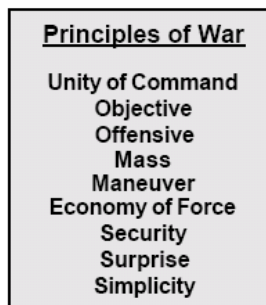 Principles of War
Unity of Command
Objective
Offensive
Mass
Maneuver
Economy of Force
Security
Surprise
Simplicity